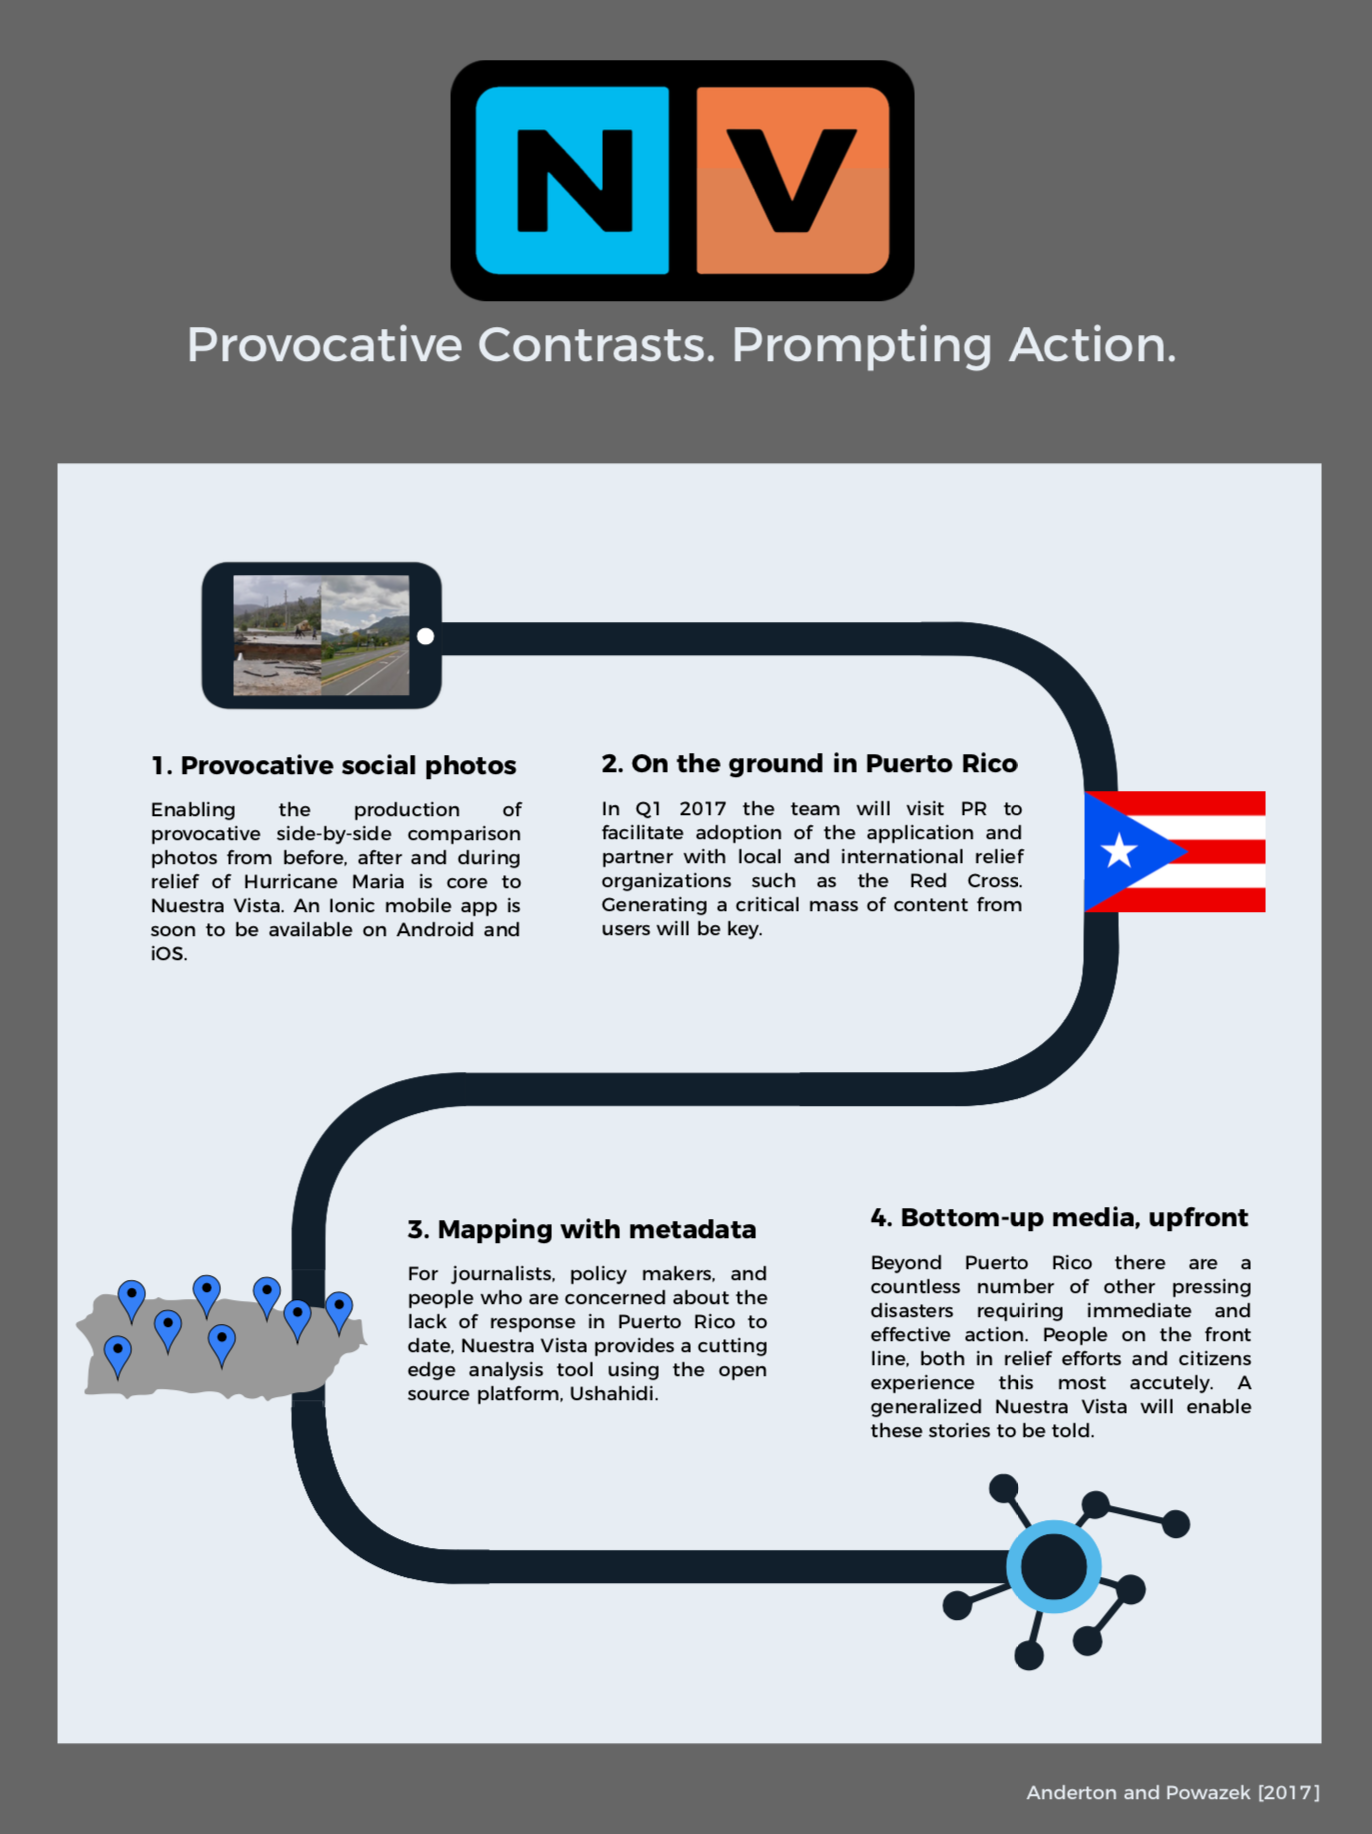 NV
Provocative Contrasts. Prompting Action.
1. Provocative social photos
Enabling the production of
provocative side-by-side comparison
photos from before, after and during
relief of Hurricane Maria is core to
Nuestra Vista. An Ionic mobile app is
soon to be available on Android and
iOS.
2. On the ground in Puerto Rico
In Q1 2017 the team will visit PR to
facilitate adoption of the application and
partner with local and international relief
organizations such as the Red Cross.
Generating a critical mass of content from
users will be key.
3. Mapping with metadata
For journalists, policy makers, and
people who are concerned about the
lack of response in Puerto Rico to
date, Nuestra Vista provides a cutting
edge analysis tool using the open
source platform, Ushahidi.
4. Bottom-up media, upfront
Beyond Puerto Rico there are a
countless number of other pressing
disasters requiring immediate and
effective action. People on the front
line, both in relief efforts and citizens
experience this most accutely. A
generalized Nuestra Vista will enable
these stories to be told.
Anderton and Powazek [2017]